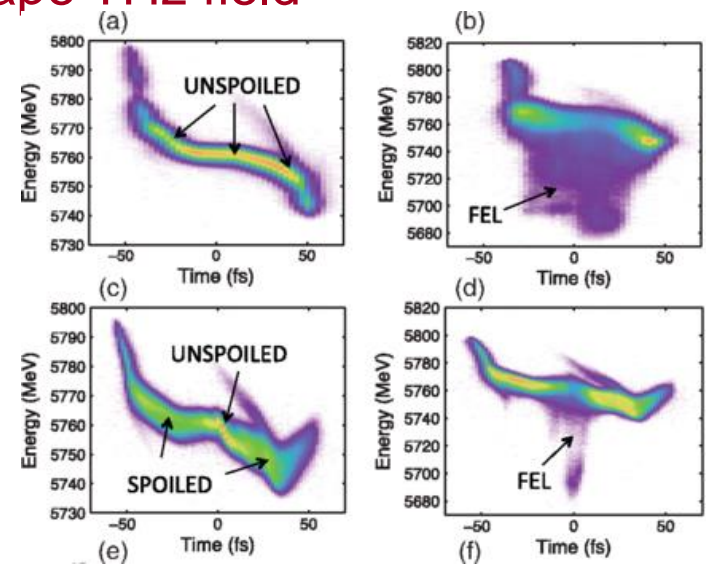 ape THz field
(a)
(b)
5800
5790
5780
5770
5760
5750
5740
5730
Energy (MeV)
UNSPOILED
−50
0
50
Time (fs)
5820
5800
5780
5760
5740
5720
5700
5680
Energy (MeV)
FEL
−50
0
50
Time (fs)
(c)
(d)
5800
5790
5780
5770
5760
5750
5740
5730
Energy (MeV)
UNSPOILED
SPOILED
−50
0
50
Time (fs)
5820
5800
5780
5760
5740
5720
5700
5680
Energy (MeV)
FEL
−50
0
50
Time (fs)
(e)
(f)